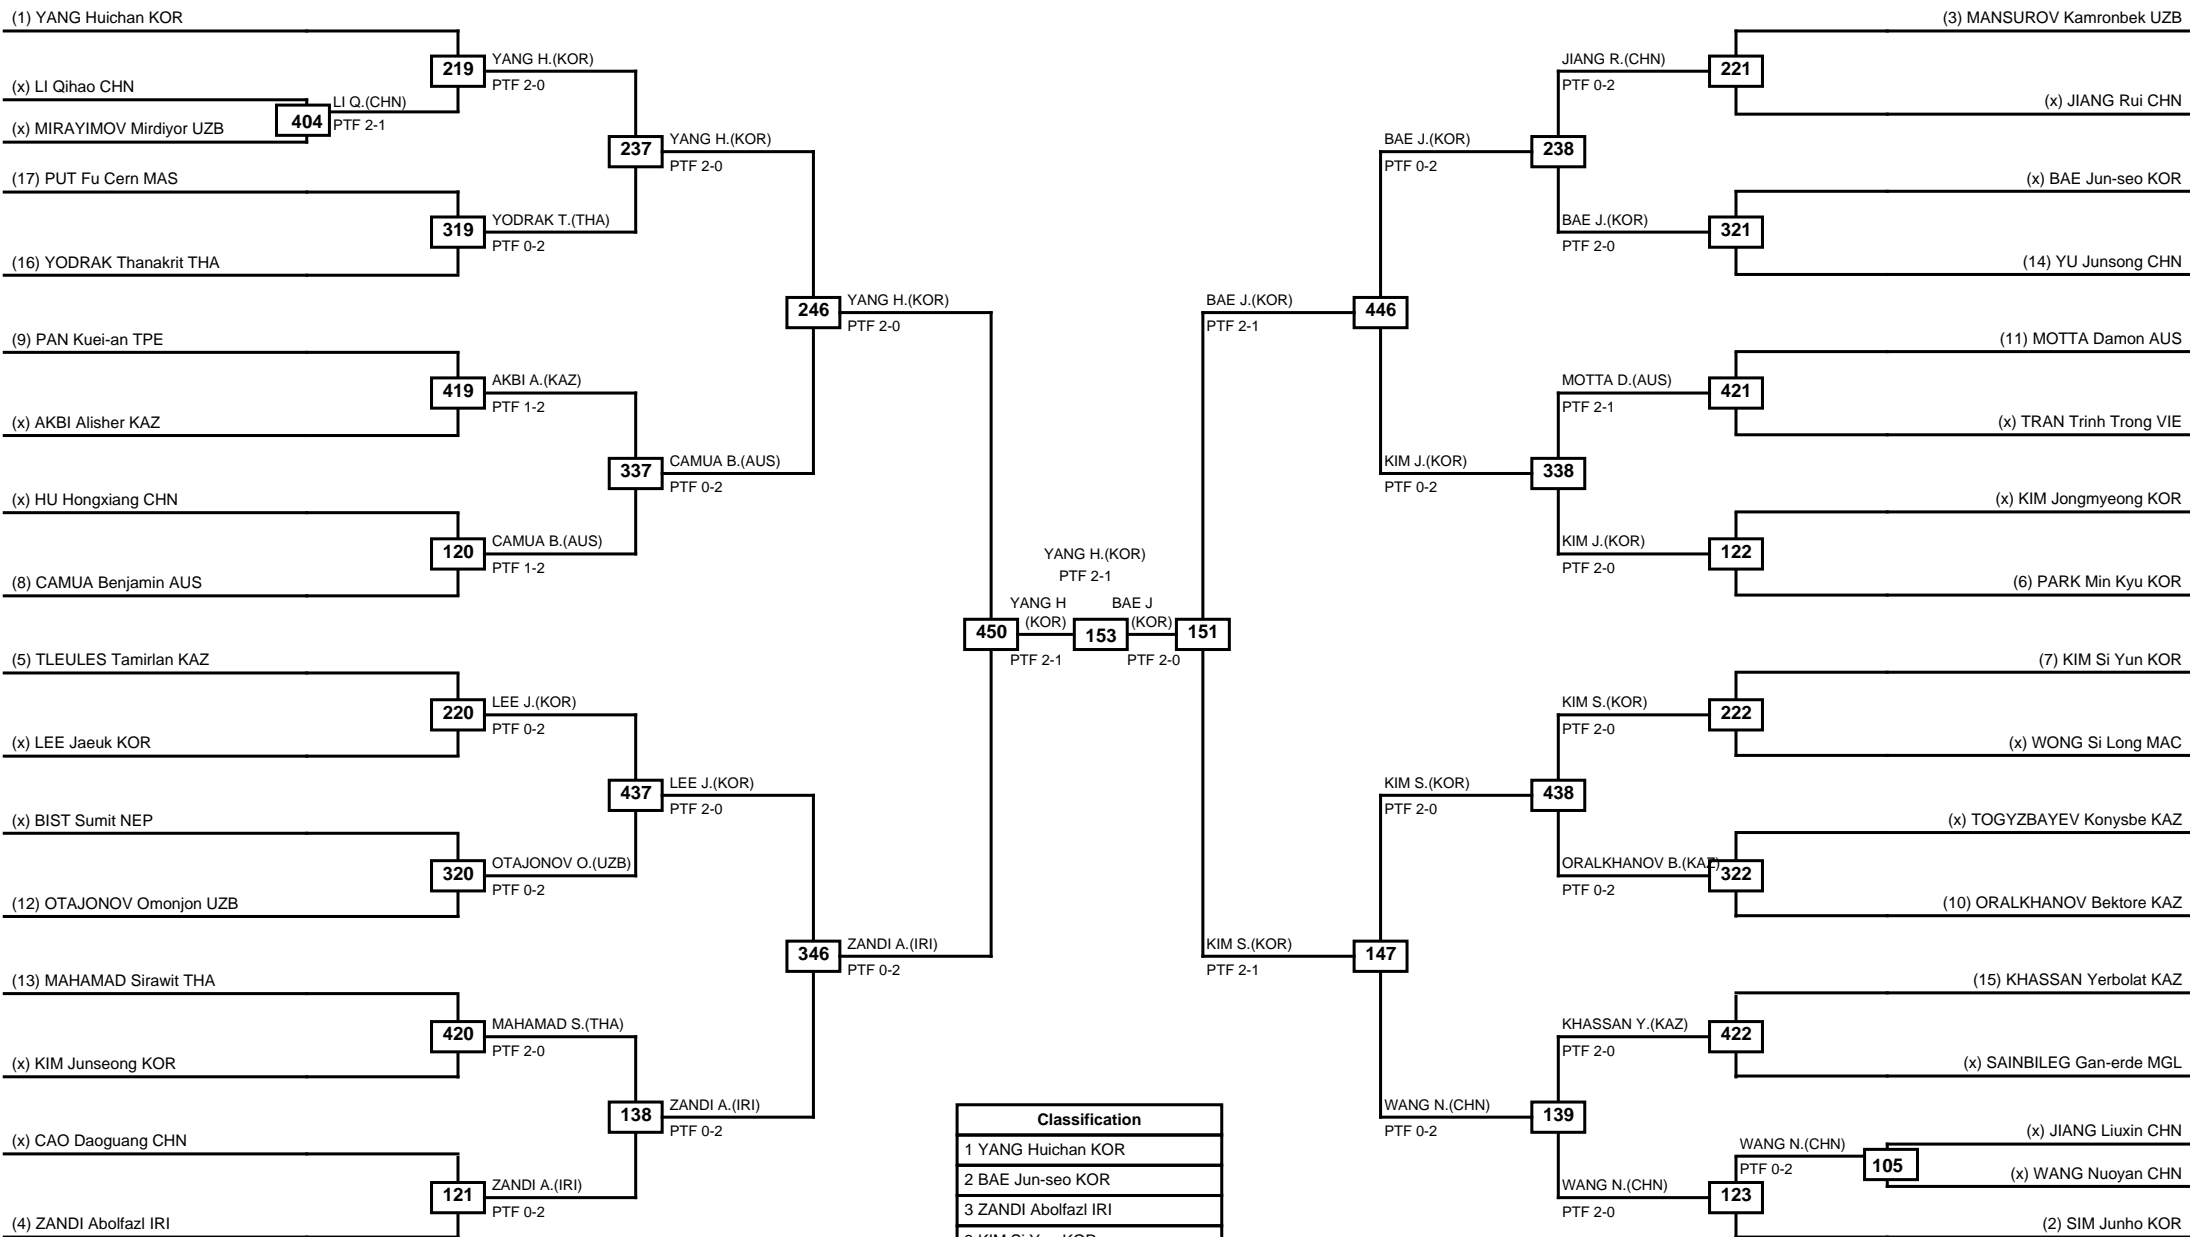 (1) YANG Huichan KOR
(x) LI Qihao CHN
(x) MIRAYIMOV Mirdiyor UZB
(17) PUT Fu Cern MAS
(16) YODRAK Thanakrit THA
(9) PAN Kuei-an TPE
(x) AKBI Alisher KAZ
(x) HU Hongxiang CHN
(8) CAMUA Benjamin AUS
(5) TLEULES Tamirlan KAZ
(x) LEE Jaeuk KOR
(x) BIST Sumit NEP
(12) OTAJONOV Omonjon UZB
(13) MAHAMAD Sirawit THA
(x) KIM Junseong KOR
(x) CAO Daoguang CHN
(4) ZANDI Abolfazl IRI
404
LI Q.(CHN)
PTF 2-1
219
YANG H.(KOR)
PTF 2-0
319
YODRAK T.(THA)
PTF 0-2
419
AKBI A.(KAZ)
PTF 1-2
120
CAMUA B.(AUS)
PTF 1-2
220
LEE J.(KOR)
PTF 0-2
320
OTAJONOV O.(UZB)
PTF 0-2
420
MAHAMAD S.(THA)
PTF 2-0
121
ZANDI A.(IRI)
PTF 0-2
237
YANG H.(KOR)
PTF 2-0
337
CAMUA B.(AUS)
PTF 0-2
437
LEE J.(KOR)
PTF 2-0
138
ZANDI A.(IRI)
PTF 0-2
246
YANG H.(KOR)
PTF 2-0
346
ZANDI A.(IRI)
PTF 0-2
450
YANG H
(KOR)
PTF 2-1
YANG H.(KOR)
PTF 2-1
153
BAE J
(KOR)
PTF 2-0
151
BAE J.(KOR)
PTF 2-1
446
KIM S.(KOR)
PTF 2-1
147
BAE J.(KOR)
PTF 0-2
238
KIM J.(KOR)
PTF 0-2
338
KIM S.(KOR)
PTF 2-0
438
WANG N.(CHN)
PTF 0-2
139
JIANG R.(CHN)
PTF 0-2
221
BAE J.(KOR)
PTF 2-0
321
MOTTA D.(AUS)
PTF 2-1
421
KIM J.(KOR)
PTF 2-0
122
KIM S.(KOR)
PTF 2-0
222
ORALKHANOV B.(KAZ)
PTF 0-2
322
KHASSAN Y.(KAZ)
PTF 2-0
422
WANG N.(CHN)
PTF 2-0
123
WANG N.(CHN)
PTF 0-2
105
(3) MANSUROV Kamronbek UZB
(x) JIANG Rui CHN
(x) BAE Jun-seo KOR
(14) YU Junsong CHN
(11) MOTTA Damon AUS
(x) TRAN Trinh Trong VIE
(x) KIM Jongmyeong KOR
(6) PARK Min Kyu KOR
(7) KIM Si Yun KOR
(x) WONG Si Long MAC
(x) TOGYZBAYEV Konysbe KAZ
(10) ORALKHANOV Bektore KAZ
(15) KHASSAN Yerbolat KAZ
(x) SAINBILEG Gan-erde MGL
(x) JIANG Liuxin CHN
(x) WANG Nuoyan CHN
(2) SIM Junho KOR
Classification
1 YANG Huichan KOR
2 BAE Jun-seo KOR
3 ZANDI Abolfazl IRI